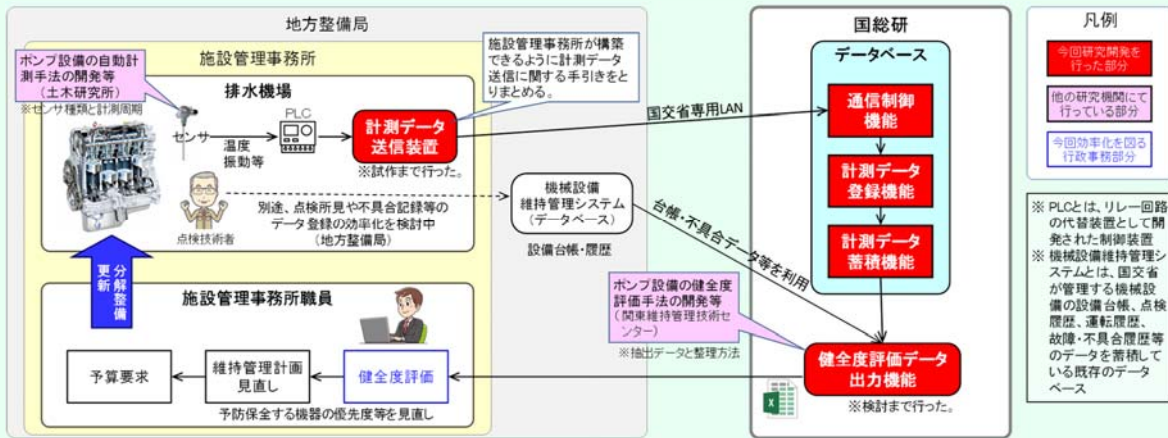 地方整備局
施設管理事務所
ポンプ設備の自動計
測手法の開発等
(土木研究所)
※センサ種類と計測周期
排水機場
施設管理事務所が構築
できるように計測データ
送信に関する手引きをと
りまとめる。
センサ
温度
振動等
PLC
計測データ
送信装置
※試作まで行った。
点検技術者
別途、点検所見や不具合記録等の
データ登録の効率化を検討中
(地方整備局)
機械設備
維持管理システム
(データベース)
設備台帳・履歴
分解整備
更新
施設管理事務所職員
予算要求
維持管理計画
見直し
健全度評価
予防保全する機器の優先度等を見直し
国交省専用LAN
台帳・不具合データ等を利用
ポンプ設備の健全度
評価手法の開発等
(関東維持管理技術セ
ンター)
※抽出データと整理方法
国総研
データベース
通信制御
機能
計測データ
登録機能
計測データ
蓄積機能
健全度評価データ
出力機能
※検討まで行った。
凡例
今回研究開発を
行った部分
他の研究機関にて
行っている部分
今回効率化を図る
行政事務部分
※ PLCとは、リレー回路
の代替装置として開
発された制御装置
※ 機械設備維持管理シ
ステムとは、国交省
が管理する機械設
備の設備台帳、点検
履歴、運転履歴、
故障・不具合履歴等
のデータを蓄積して
いる既存のデータ
ベース